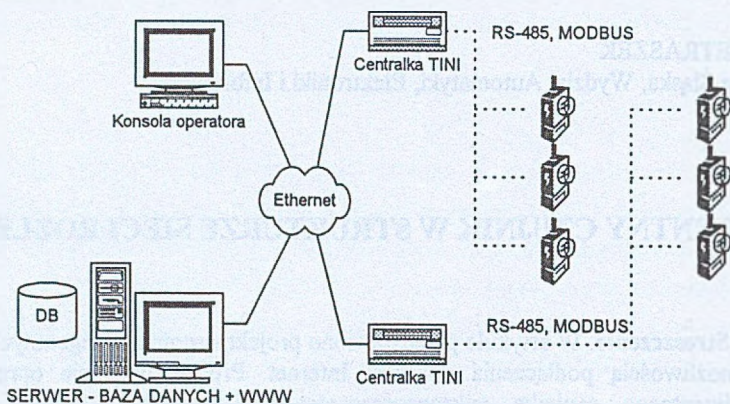 RS-485, MODBUS
Centralka TINI
Konsola operatora
Ethernet
DB
RS-485, MODBUS
Centralka TINI
SERWER - BAZA DANYCH + WWW